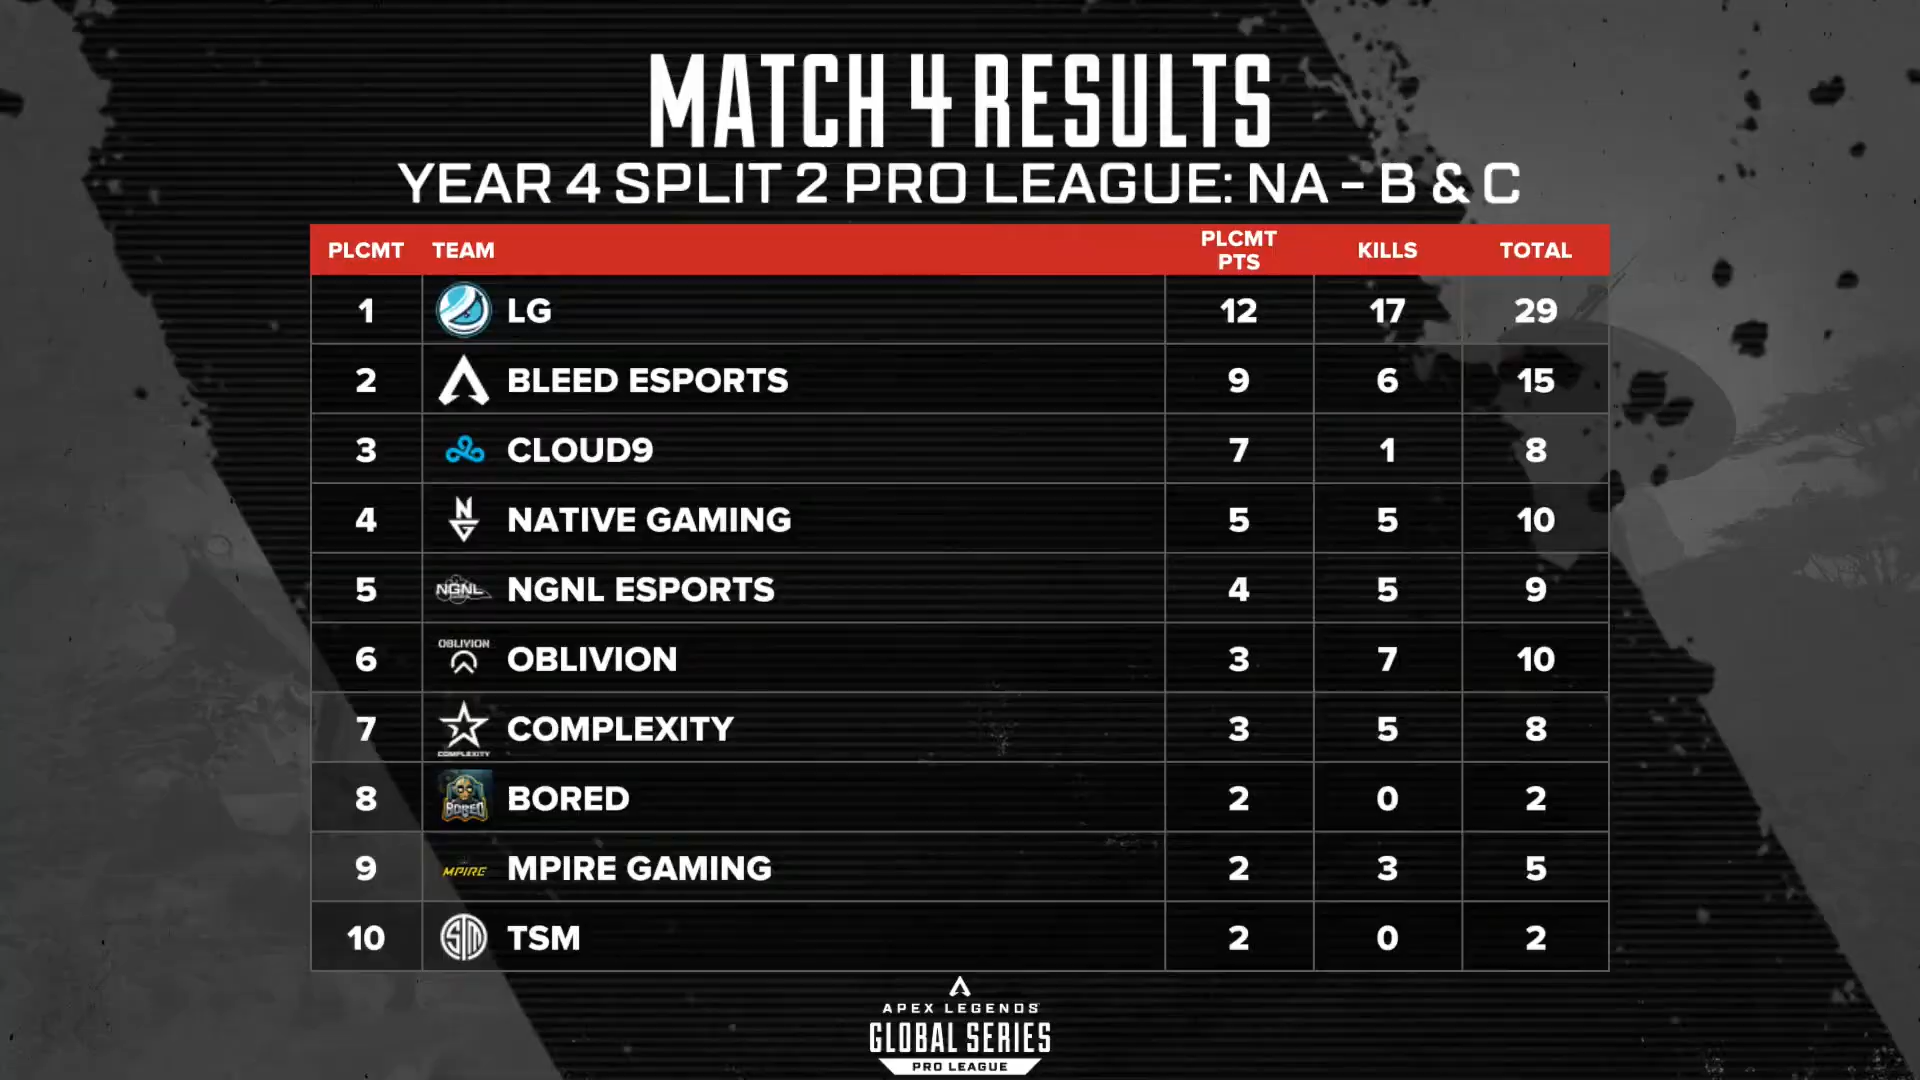 MATCH 4 RESULTS
YEAR 4 SPLIT 2 PRO LEAGUE: NA - B & C
PLCMT TEAM PLCMT PTS KILLS TOTAL
1 LG 12 17 29
2 BLEED ESPORTS 9 6 15
3 CLOUD9 7 1 8
4 NG NATIVE GAMING 5 5 10
5 NGNL NGNL ESPORTS 4 5 9
6 OBLIVION OBLIVION 3 7 10
7 COMPLEXITY COMPLEXITY 3 5 8
8 BORED BORED 2 0 2
9 MPIRE MPIRE GAMING 2 3 5
10 TSM TSM 2 0 2
APEX LEGENDS
GLOBAL SERIES
PRO LEAGUE